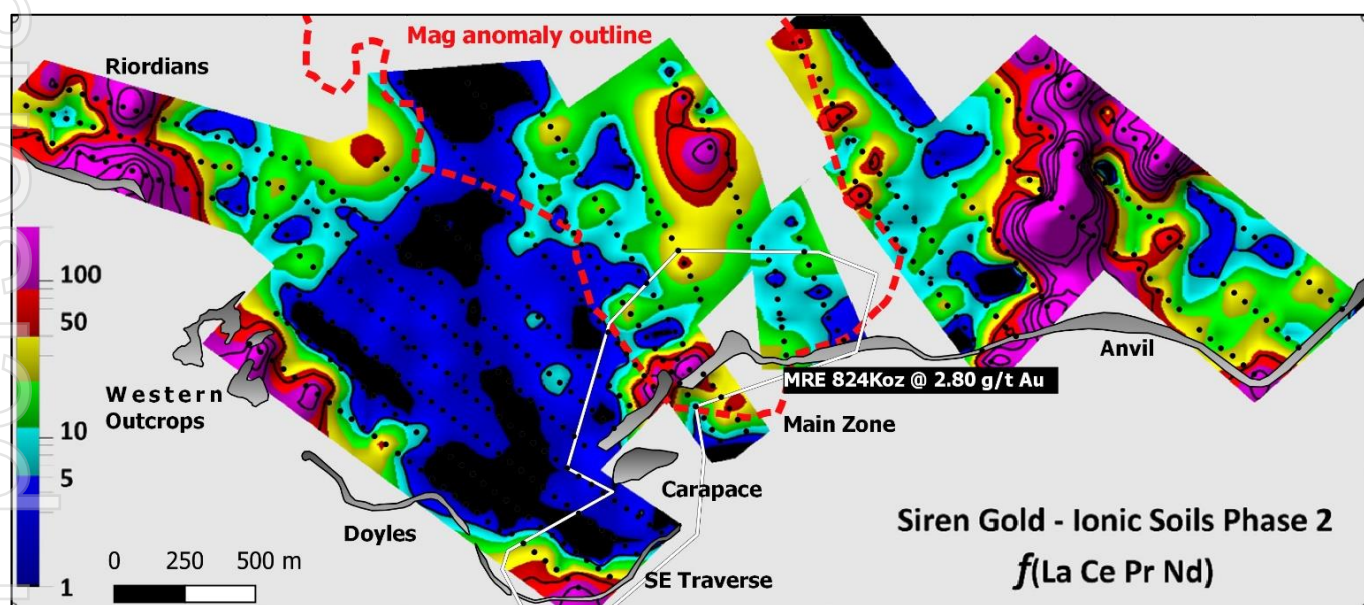 Mag anomaly outline
Riordians
100
50
10
5
1
Western
Outcrops
Anvil
MRE 824Koz @ 2.80 g/t Au
Main Zone
Carapace
Doyles
SE Traverse
0 250 500 m
Siren Gold - Ionic Soils Phase 2
f(La Ce Pr Nd)